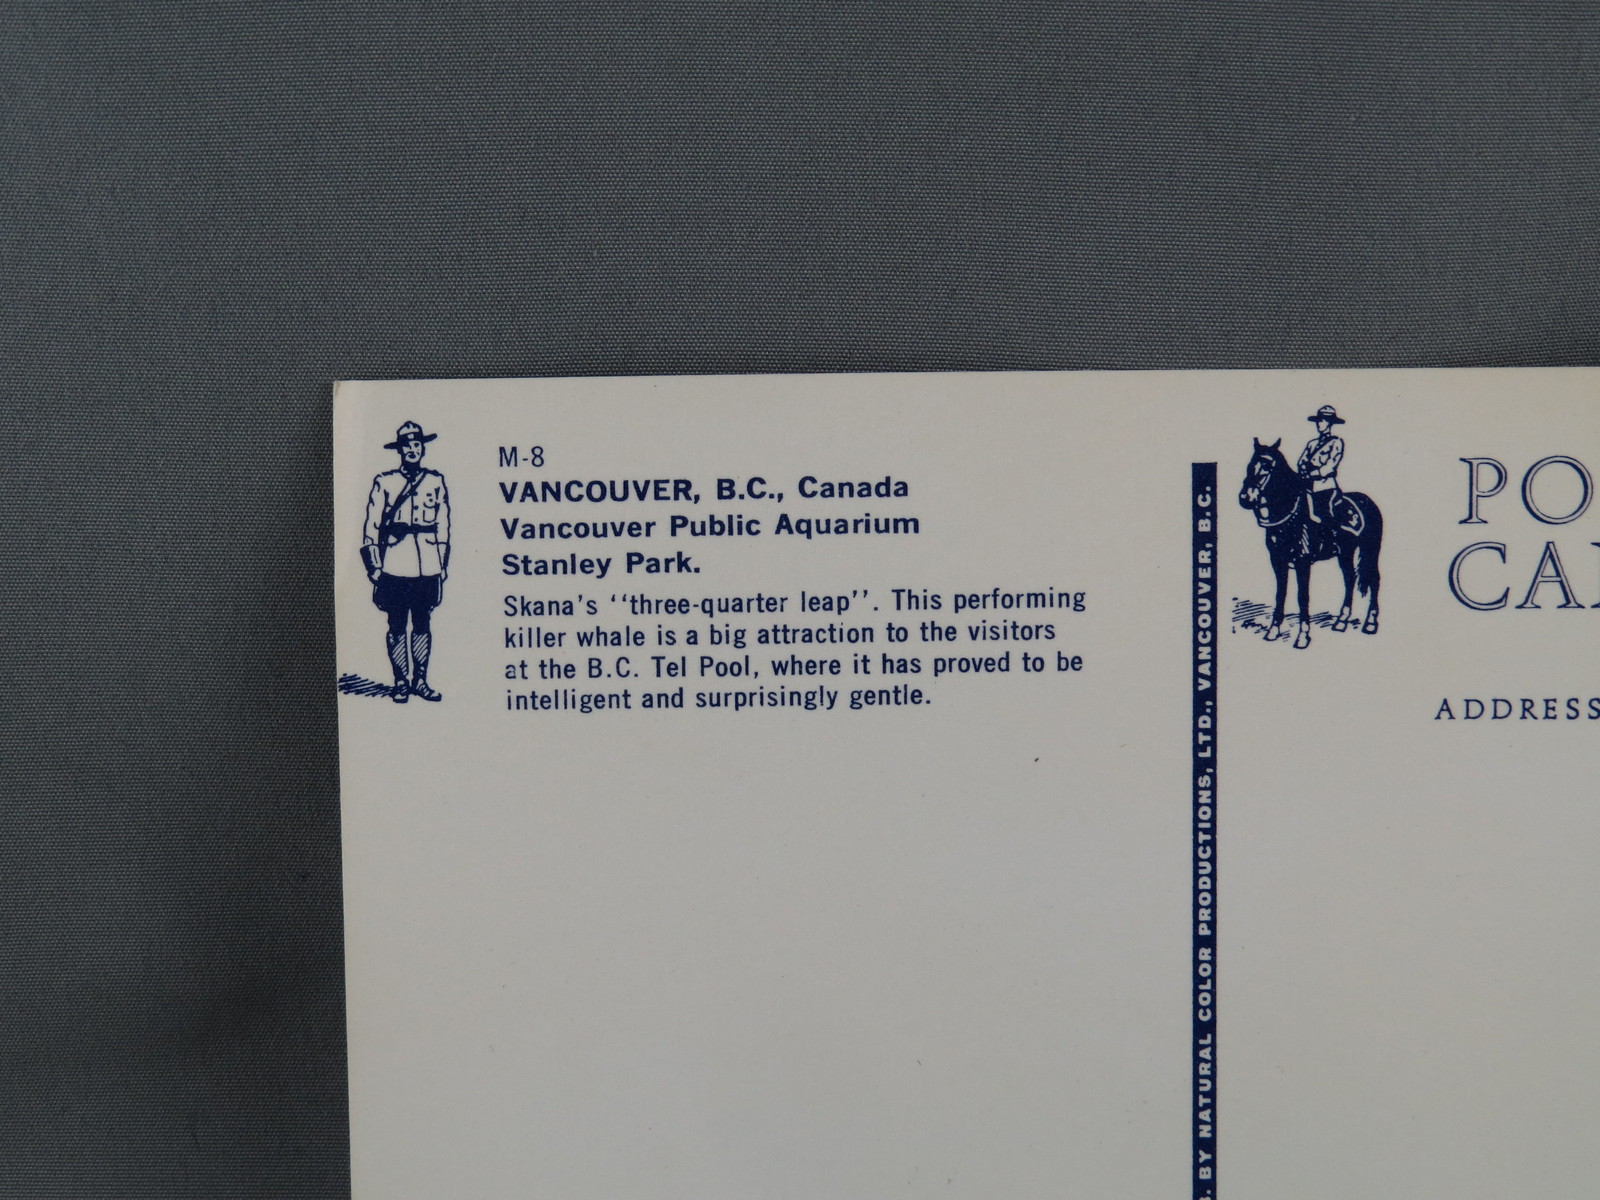 M-8
VANCOUVER, B.C., Canada
Vancouver Public Aquarium
Stanley Park.
Skana's ‘‘three-quarter leap’’. This performing
killer whale is a big attraction to the visitors
at the B.C. Tel Pool, where it has proved to be
intelligent and surprisingly gentle.
BY NATURAL COLOR PRODUCTIONS, LTD., VANCOUVER, B.C.
PO
CA
ADDRESS